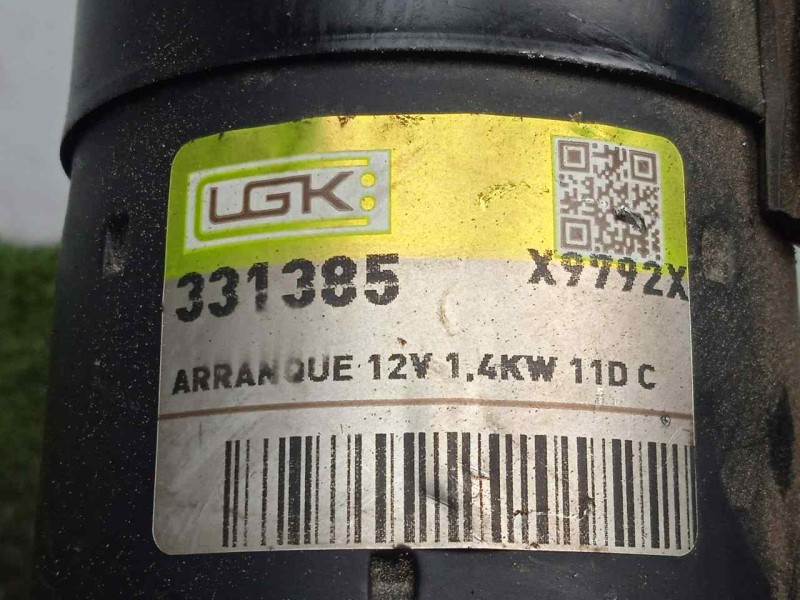 LGK
331385
X9792X
ARRANQUE 12V 1.4KW 11D C